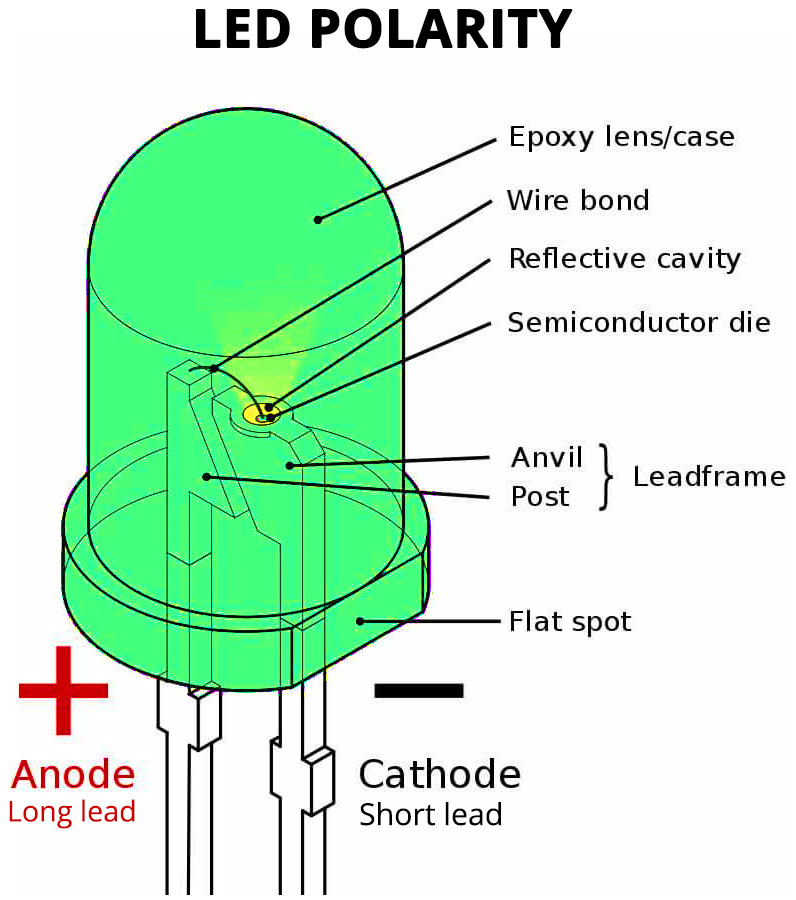 LED POLARITY
Epoxy lens/case
Wire bond
Reflective cavity
Semiconductor die
Anvil
Post
} Leadframe
Flat spot
+
−
Anode
Long lead
Cathode
Short lead